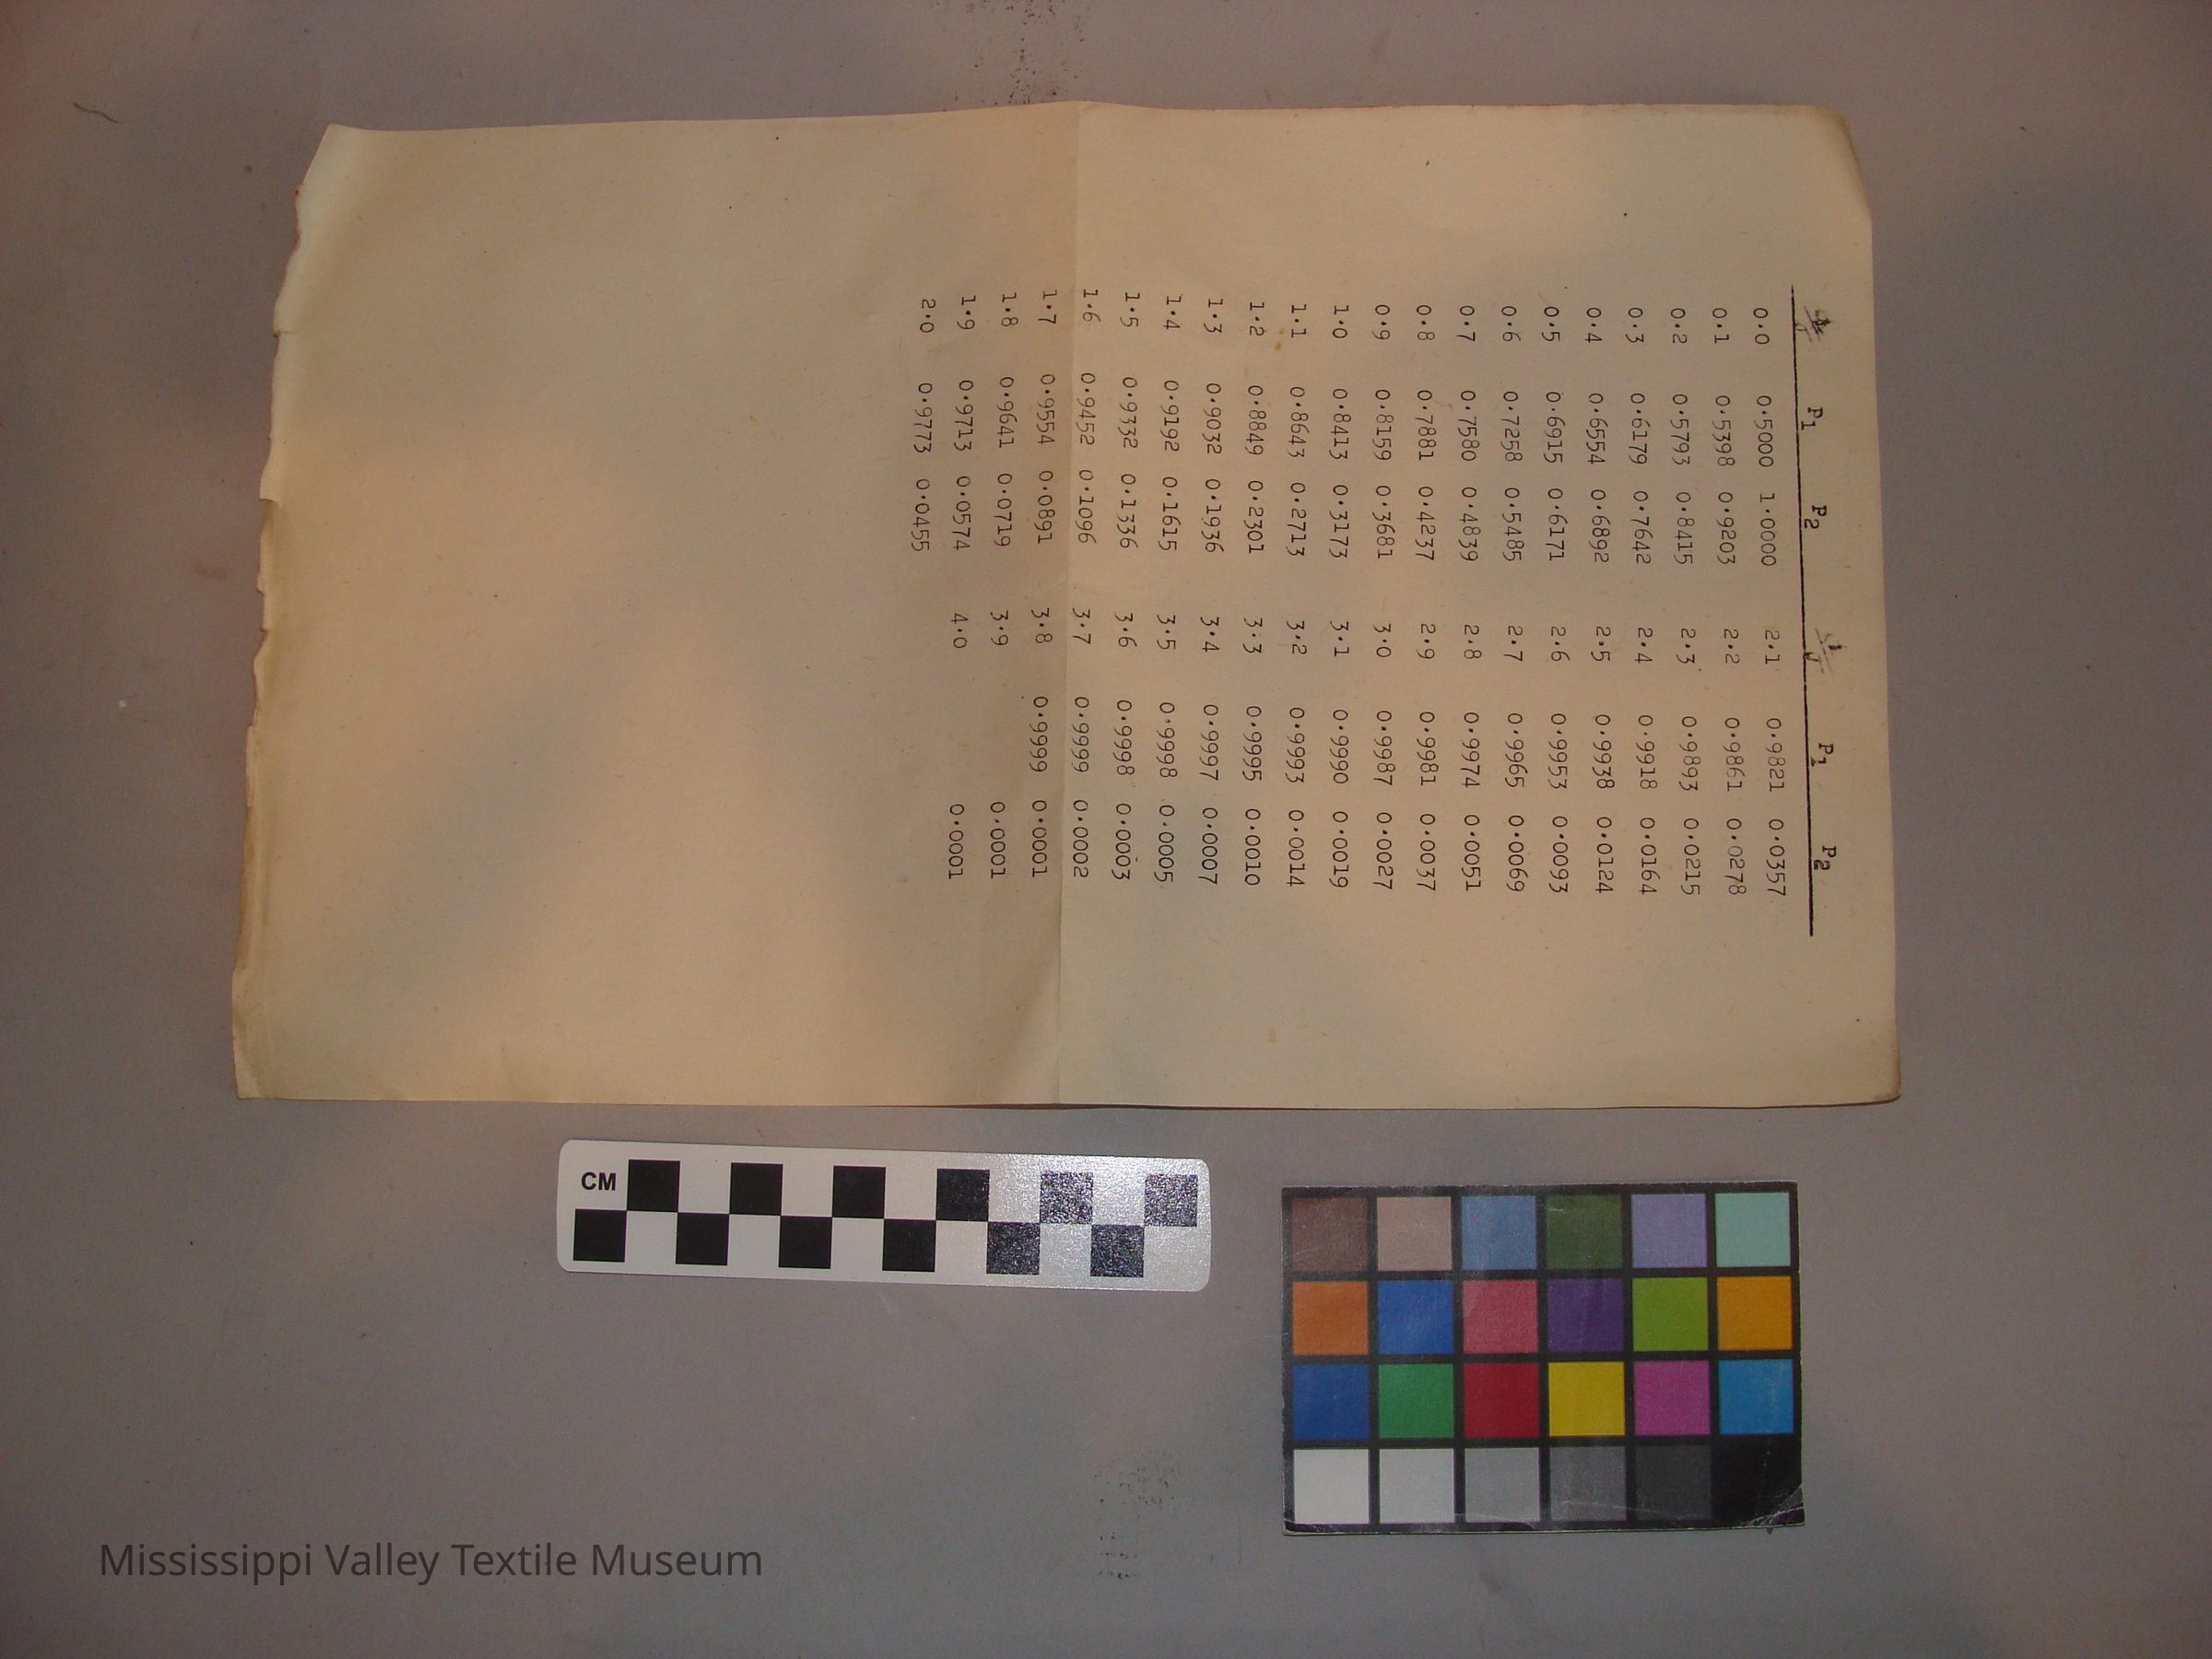 P1 P2 P1 P2
0.0 0.5000 1.0000 2.1 0.9821 0.0357
0.1 0.5398 0.9203 2.2 0.9861 0.0278
0.2 0.5793 0.8415 2.3 0.9893 0.0215
0.3 0.6179 0.7642 2.4 0.9918 0.0164
0.4 0.6554 0.6892 2.5 0.9938 0.0124
0.5 0.6915 0.6171 2.6 0.9953 0.0093
0.6 0.7258 0.5485 2.7 0.9965 0.0069
0.7 0.7580 0.4839 2.8 0.9974 0.0051
0.8 0.7881 0.4237 2.9 0.9981 0.0037
0.9 0.8159 0.3681 3.0 0.9987 0.0027
1.0 0.8413 0.3173 3.1 0.9990 0.0019
1.1 0.8643 0.2713 3.2 0.9993 0.0014
1.2 0.8849 0.2301 3.3 0.9995 0.0010
1.3 0.9032 0.1936 3.4 0.9997 0.0007
1.4 0.9192 0.1615 3.5 0.9998 0.0005
1.5 0.9332 0.1336 3.6 0.9998 0.0003
1.6 0.9452 0.1096 3.7 0.9999 0.0002
1.7 0.9554 0.0891 3.8 0.9999 0.0001
1.8 0.9641 0.0719 3.9 0.0001
1.9 0.9713 0.0574 4.0 0.0001
2.0 0.9773 0.0455
CM
Mississippi Valley Textile Museum